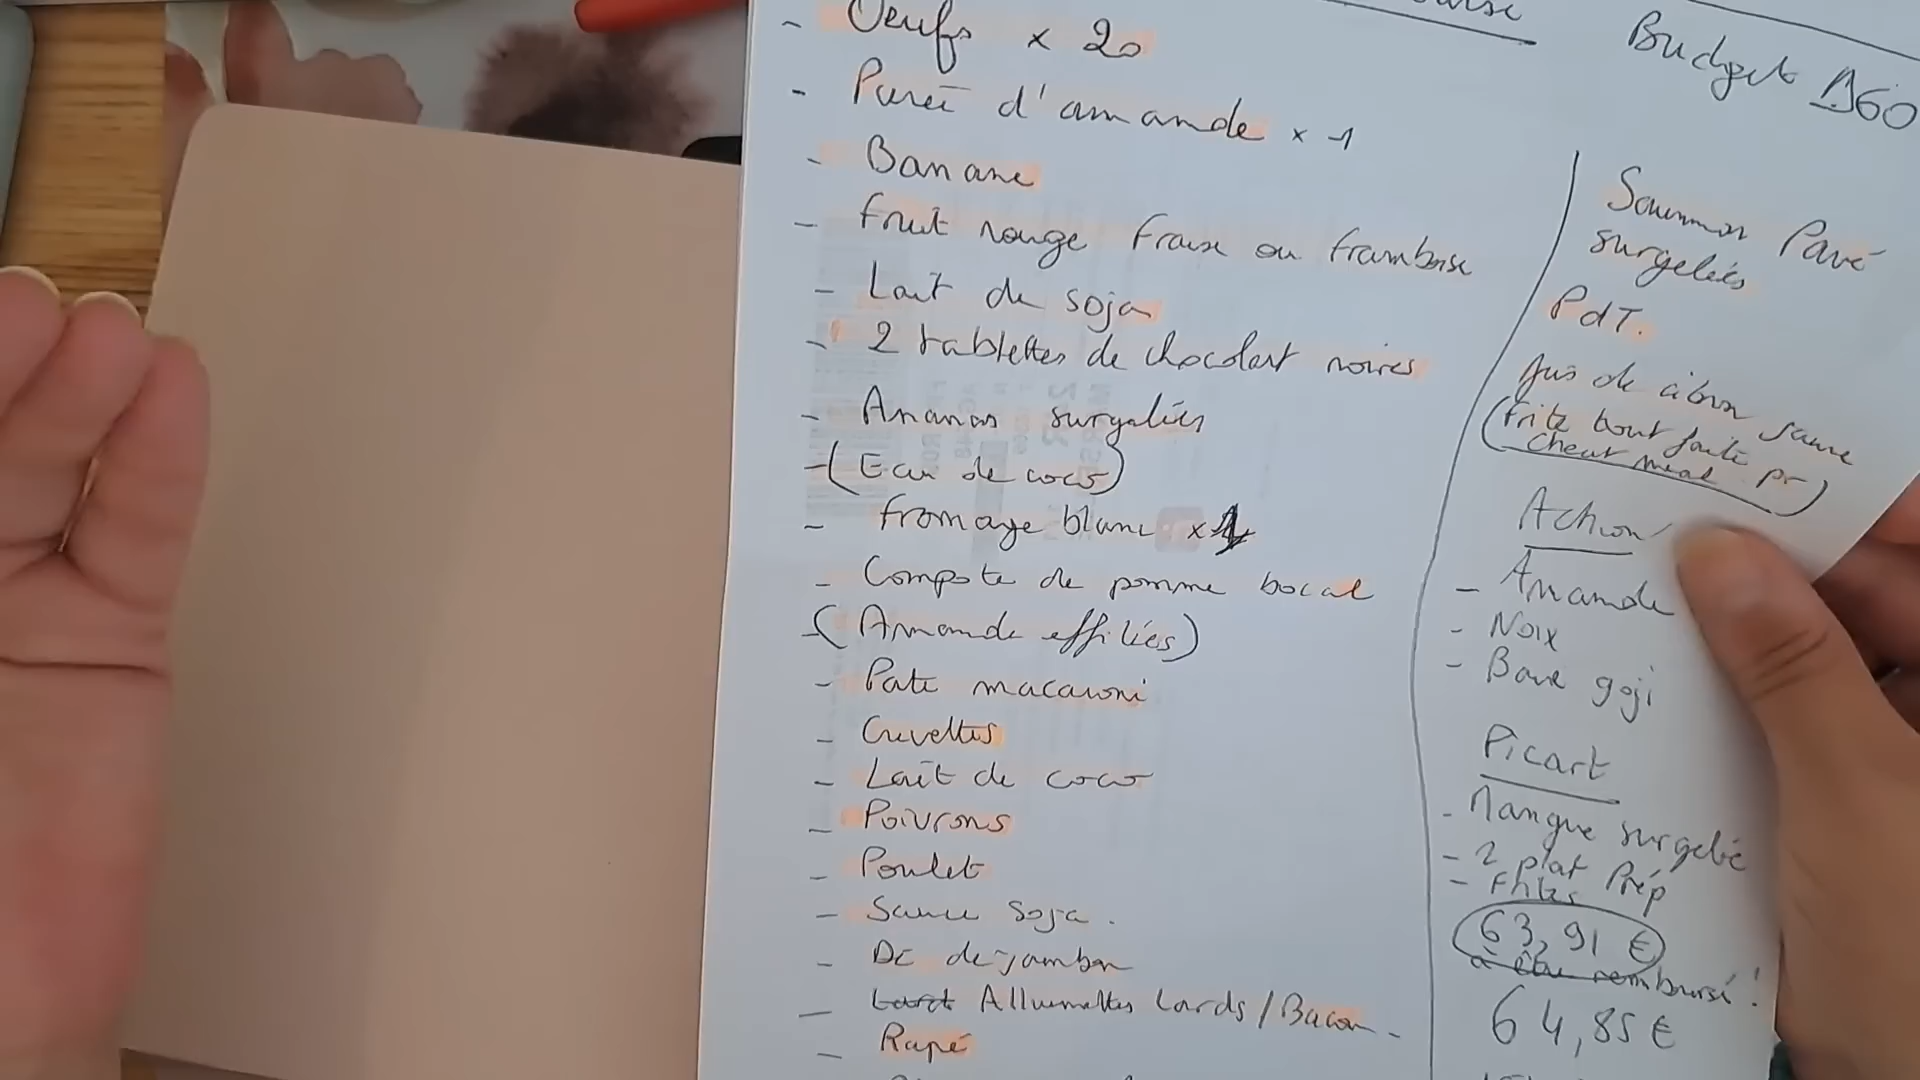 Budget 160
- Oeufs x 20
- Purée d'amande x 1
- Banane
- Fruit rouge Fraise ou framboise
- Lait de soja
- 2 tablettes de chocolat noires
- Ananas surgeliés
- (Eau de coco)
- fromage blanc x
- Compote de pomme bocal
- (Amande effilies)
- Pate macaroni
- Crevettes
- Lait de coco
- Poivrons
- Poulet
- Sauce soja.
- Dé de jambon
- Allumettes Lards / Bacon
- Rapé
Saumon Pavé
surgelés
PdT.
Jus de citron
(frite tout faite pr
cheat meal)
Action
- Amande
- Noix
- Baie goji
Picart
- Mangue surgelé
- 2 plat Prép
- Frites
63,91 €
à être remboursé !
64,85 €